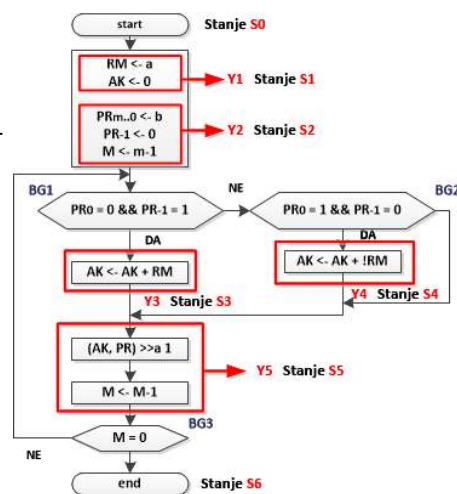 start Stanje S0
RM <- a
AK <- 0
Y1 Stanje S1
PRm..0 <- b
PR-1 <- 0
M <- m-1
Y2 Stanje S2
BG1
PR0 = 0 && PR-1 = 1
NE
PR0 = 1 && PR-1 = 0
BG2
DA
DA
AK <- AK + RM
AK <- AK + !RM
Y3 Stanje S3
Y4 Stanje S4
(AK, PR) >>a 1
M <- M-1
Y5 Stanje S5
M = 0
BG3
NE
end Stanje S6